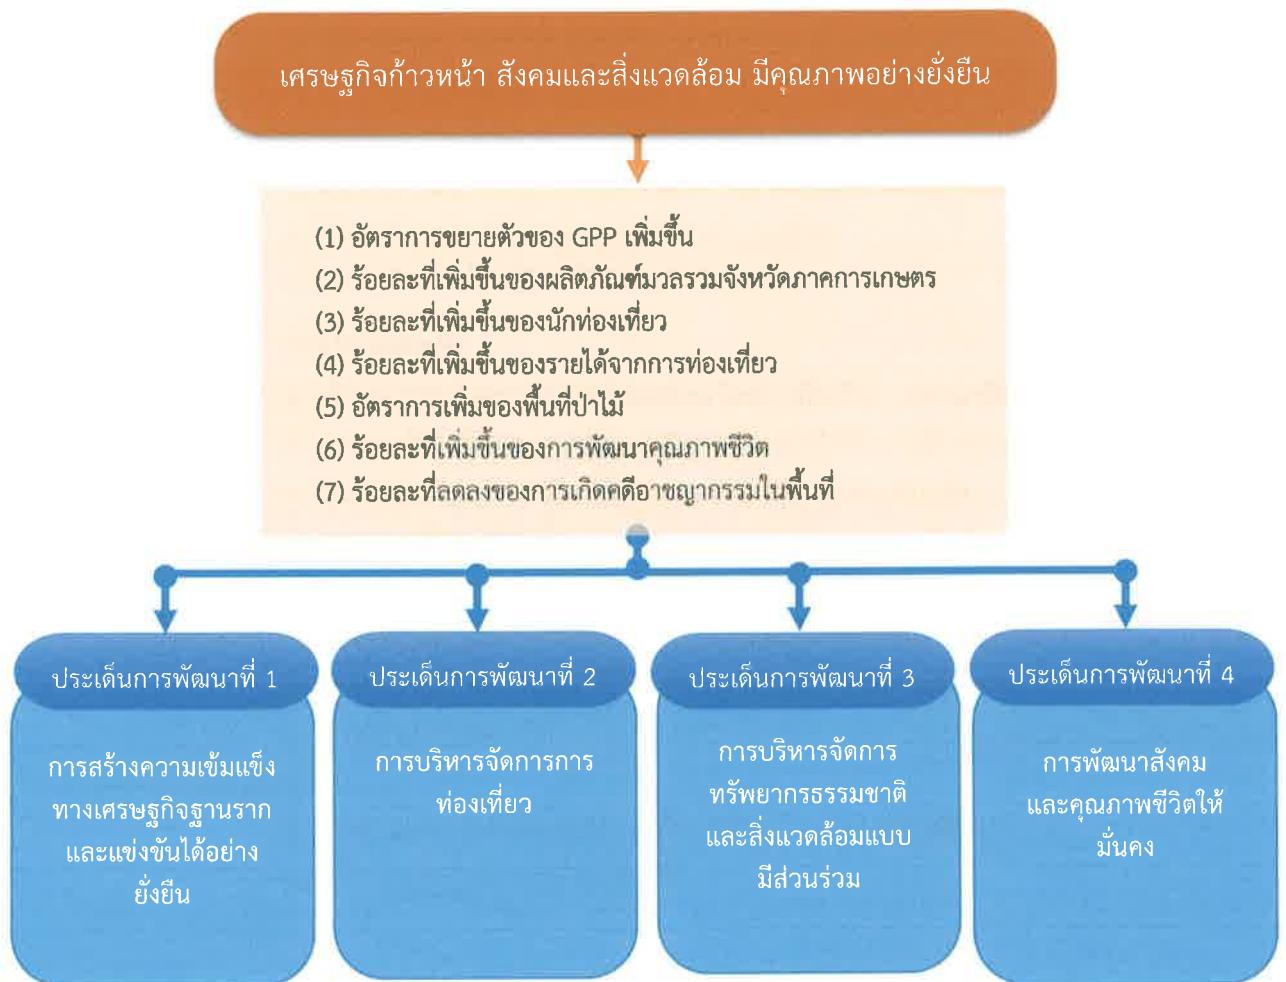 เศรษฐกิจก้าวหน้า สังคมและสิ่งแวดล้อม มีคุณภาพอย่างยั่งยืน
(1) อัตราการขยายตัวของ GPP เพิ่มขึ้น
(2) ร้อยละที่เพิ่มขึ้นของผลิตภัณฑ์มวลรวมจังหวัดภาคการเกษตร
(3) ร้อยละที่เพิ่มขึ้นของนักท่องเที่ยว
(4) ร้อยละที่เพิ่มขึ้นของรายได้จากการท่องเที่ยว
(5) อัตราการเพิ่มของพื้นที่ป่าไม้
(6) ร้อยละที่เพิ่มขึ้นของการพัฒนาคุณภาพชีวิต
(7) ร้อยละที่ลดลงของการเกิดคดีอาชญากรรมในพื้นที่
ประเด็นการพัฒนาที่ 1
การสร้างความเข้มแข็ง
ทางเศรษฐกิจฐานราก
และแข่งขันได้อย่าง
ยั่งยืน
ประเด็นการพัฒนาที่ 2
การบริหารจัดการการ
ท่องเที่ยว
ประเด็นการพัฒนาที่ 3
การบริหารจัดการ
ทรัพยากรธรรมชาติ
และสิ่งแวดล้อมแบบ
มีส่วนร่วม
ประเด็นการพัฒนาที่ 4
การพัฒนาสังคม
และคุณภาพชีวิตให้
มั่นคง